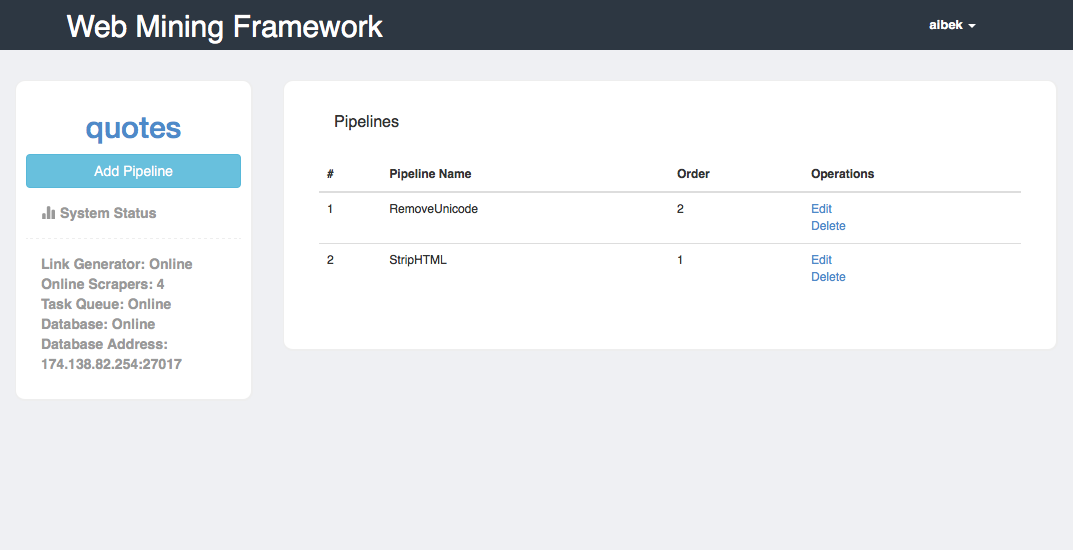 Web Mining Framework
albek
quotes
Add Pipeline
System Status
Link Generator: Online
Online Scrapers: 4
Task Queue: Online
Database: Online
Database Address:
174.138.82.254:27017
Pipelines
# Pipeline Name Order Operations
1 RemoveUnicode 2 Edit
Delete
2 StripHTML 1 Edit
Delete